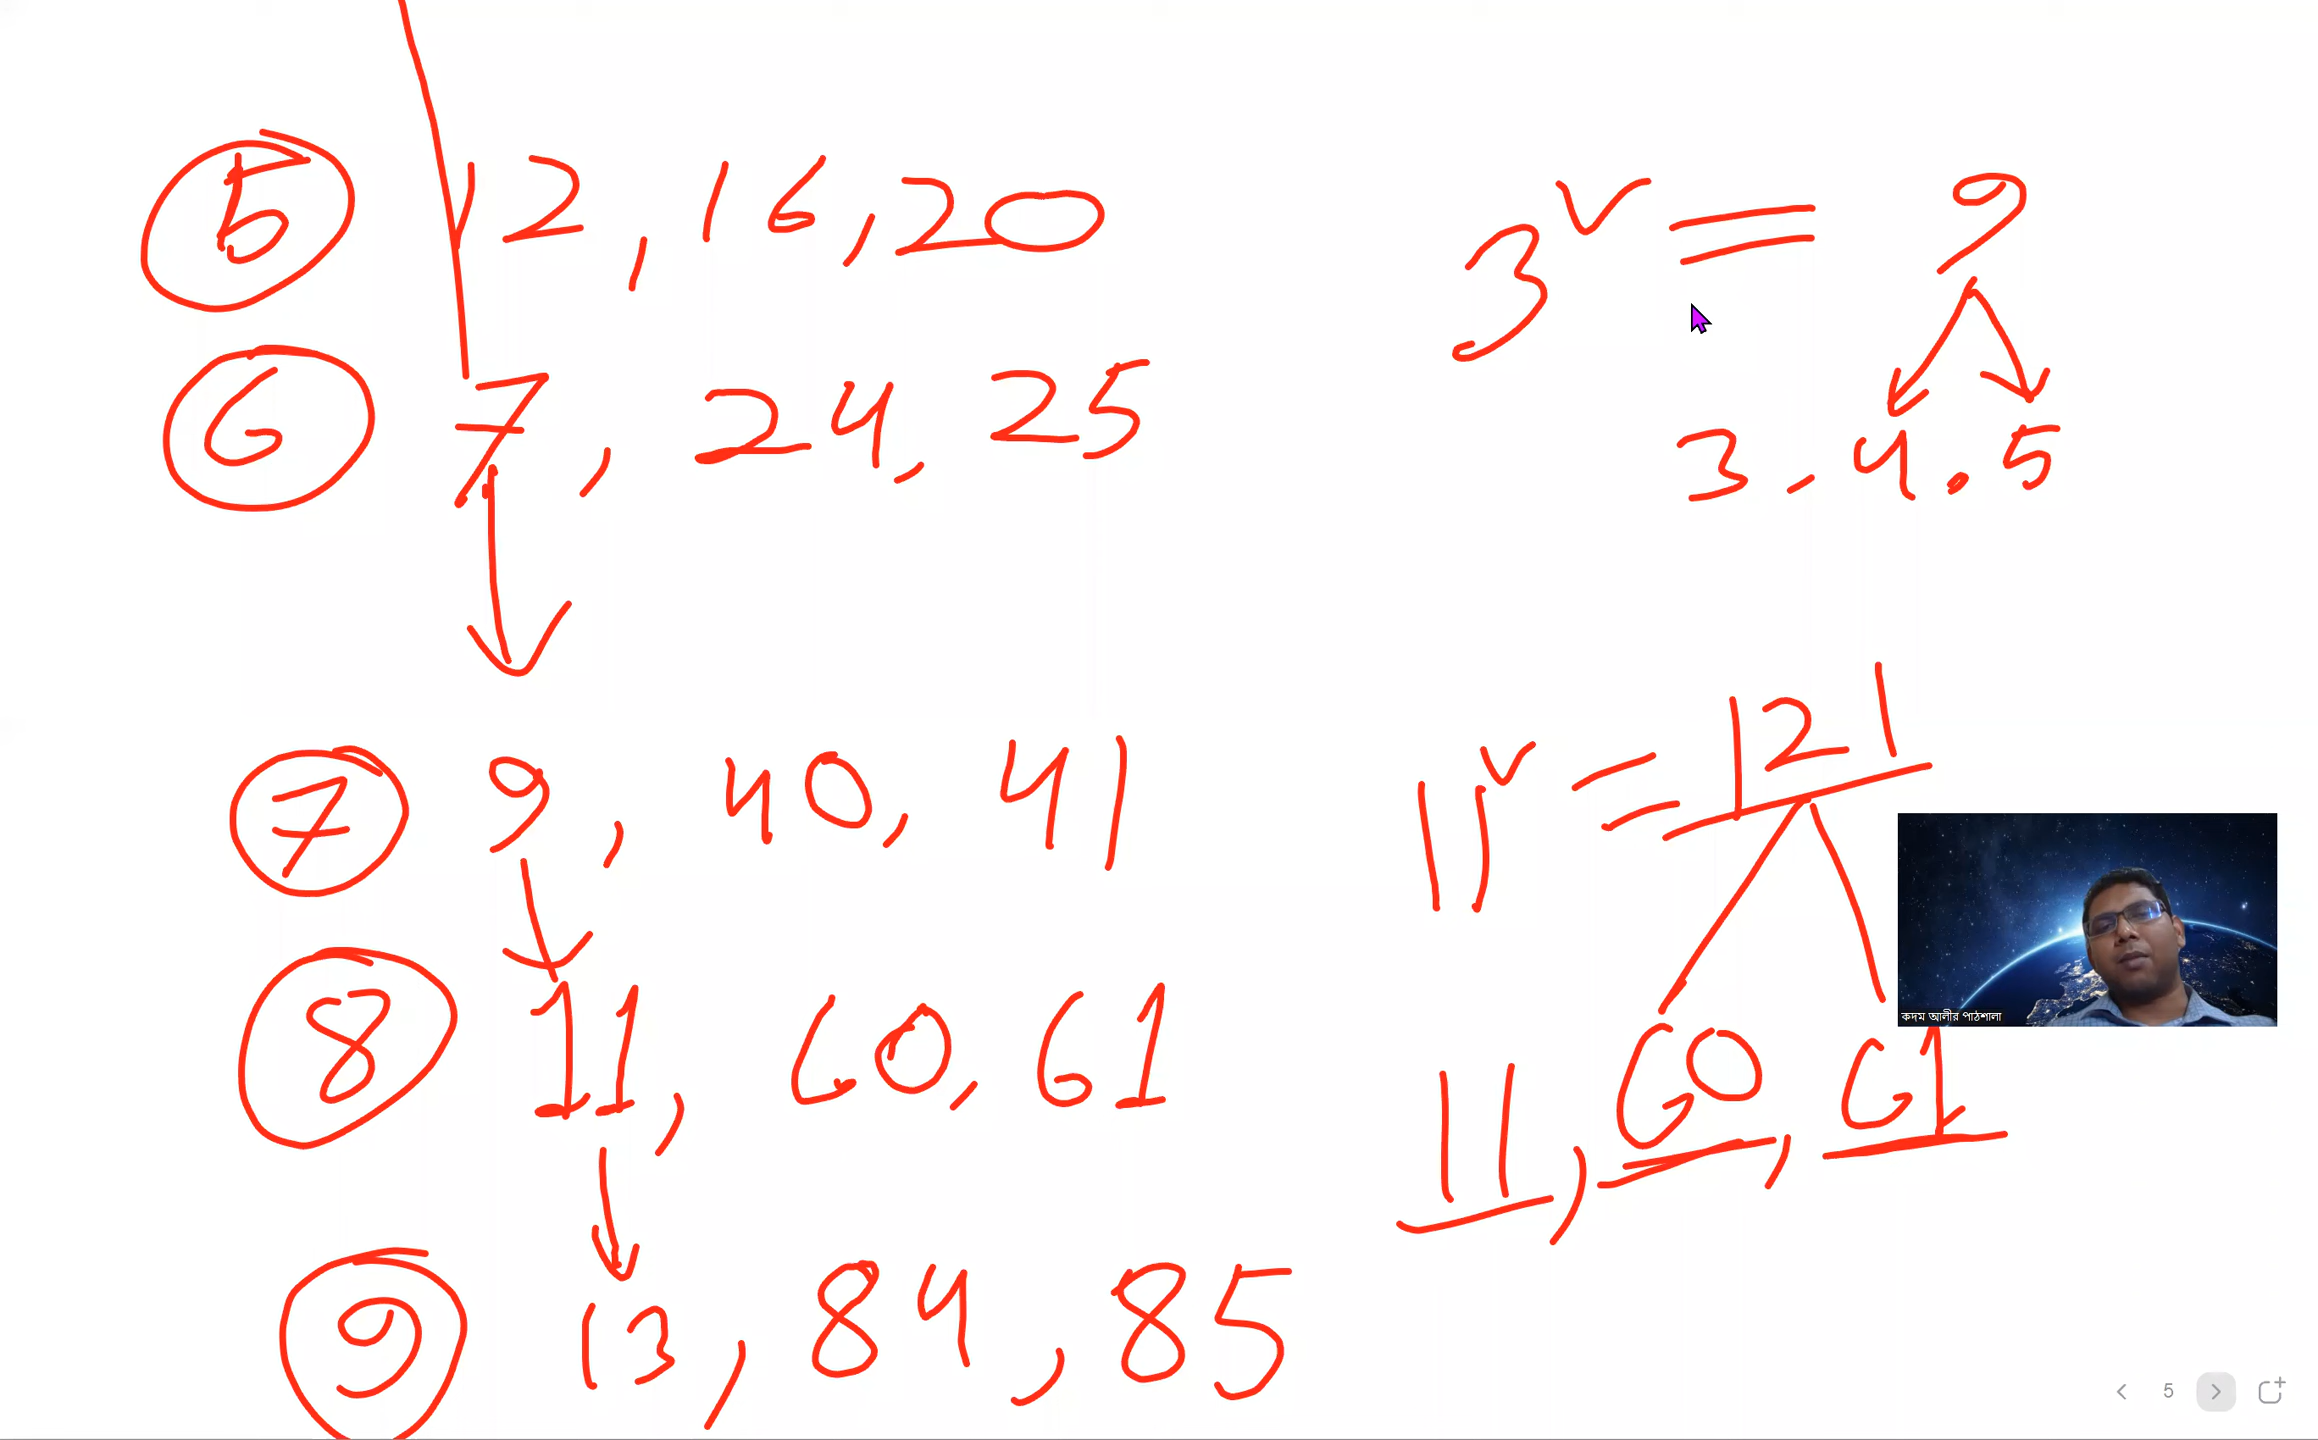 5 12, 16, 20
6 7, 24, 25
7 9, 40, 41
8 11, 60, 61
9 13, 84, 85
3² = 9
3, 4, 5
11² = 121
11, 60, 61
কদম আলীর পাঠশালা
5